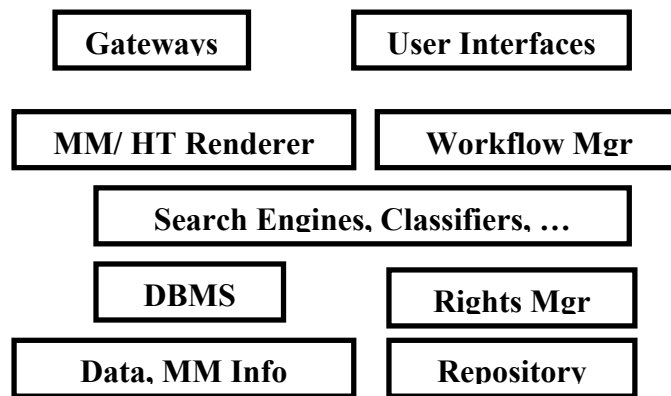 Gateways
User Interfaces
MM/ HT Renderer
Workflow Mgr
Search Engines, Classifiers, …
DBMS
Rights Mgr
Data, MM Info
Repository